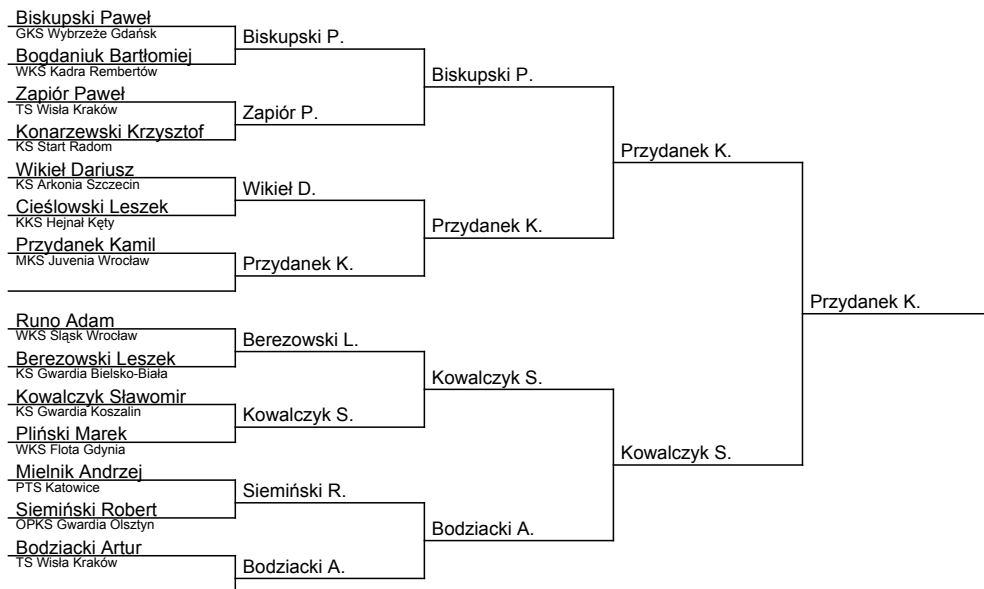 Biskupski Paweł
GKS Wybrzeże Gdańsk
Bogdaniuk Bartłomiej
WKS Kadra Rembertów
Zapiór Paweł
TS Wisła Kraków
Konarzewski Krzysztof
KS Start Radom
Wikieł Dariusz
KS Arkonia Szczecin
Cieślowski Leszek
KKS Hejnał Kęty
Przydanek Kamil
MKS Juvenia Wrocław
Runo Adam
WKS Śląsk Wrocław
Berezowski Leszek
KS Gwardia Bielsko-Biała
Kowalczyk Sławomir
KS Gwardia Koszalin
Pliński Marek
WKS Flota Gdynia
Mielnik Andrzej
PTS Katowice
Siemiński Robert
OPKS Gwardia Olsztyn
Bodziacki Artur
TS Wisła Kraków
Biskupski P.
Zapiór P.
Wikieł D.
Przydanek K.
Berezowski L.
Kowalczyk S.
Siemiński R.
Bodziacki A.
Biskupski P.
Przydanek K.
Kowalczyk S.
Bodziacki A.
Przydanek K.
Kowalczyk S.
Przydanek K.